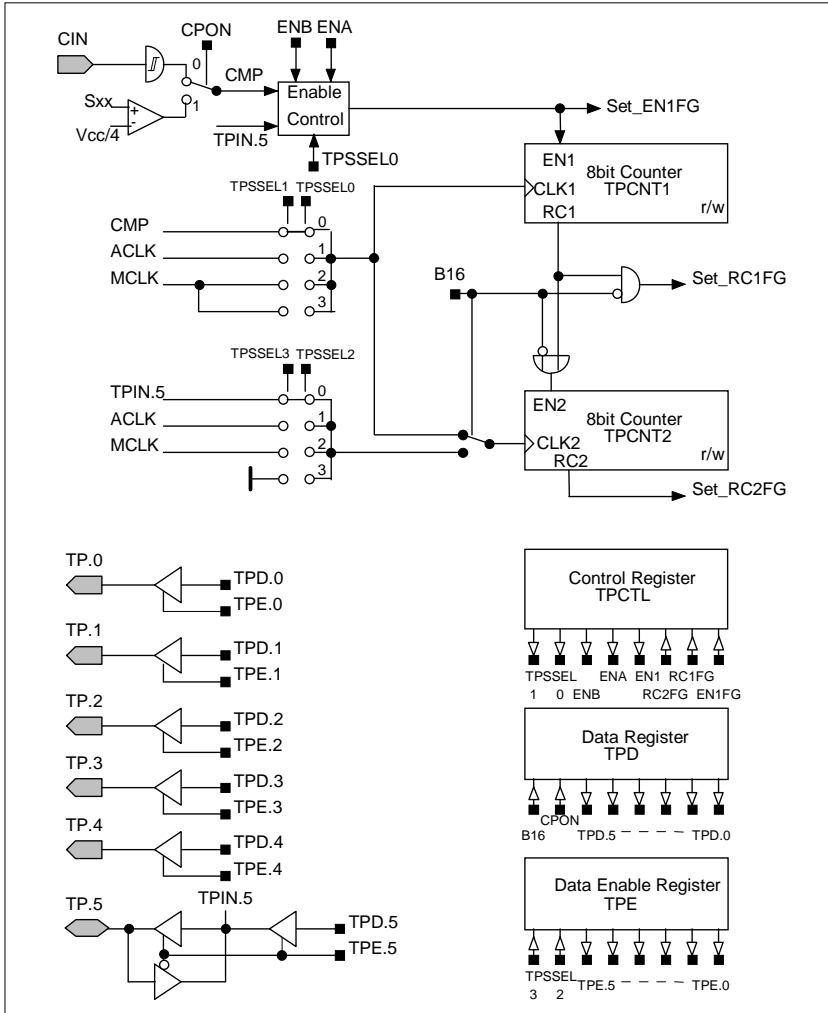 CIN
CPON
ENB ENA
0
CMP
Enable
Control
Set_EN1FG
Sxx
+
1
Vcc/4
-
TPIN.5
TPSSEL0
EN1
8bit Counter
TPCNT1
CLK1
RC1
r/w
TPSSEL1 TPSSEL0
CMP
0
ACLK
1
MCLK
2
3
B16
Set_RC1FG
TPSSEL3 TPSSEL2
TPIN.5
0
ACLK
1
MCLK
2
3
EN2
8bit Counter
TPCNT2
CLK2
RC2
r/w
Set_RC2FG
TP.0
TPD.0
TPE.0
TP.1
TPD.1
TPE.1
TP.2
TPD.2
TPE.2
TP.3
TPD.3
TPE.3
TP.4
TPD.4
TPE.4
TP.5
TPIN.5
TPD.5
TPE.5
Control Register
TPCTL
TPSSEL ENA EN1 RC1FG
1 0 ENB RC2FG EN1FG
Data Register
TPD
CPON
B16 TPD.5 TPD.0
Data Enable Register
TPE
TPSSEL TPE.5 TPE.0
3 2